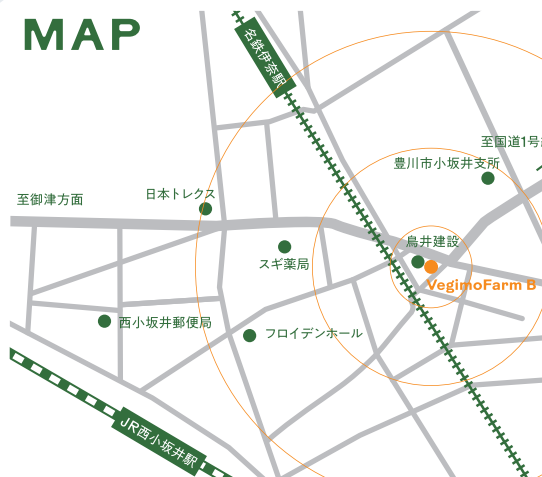 MAP
名鉄伊奈駅
至国道1号
豊川市小坂井支所
至御津方面
日本トレクス
鳥井建設
スギ薬局
VegimoFarm B
西小坂井郵便局
フロイデンホール
JR西小坂井駅